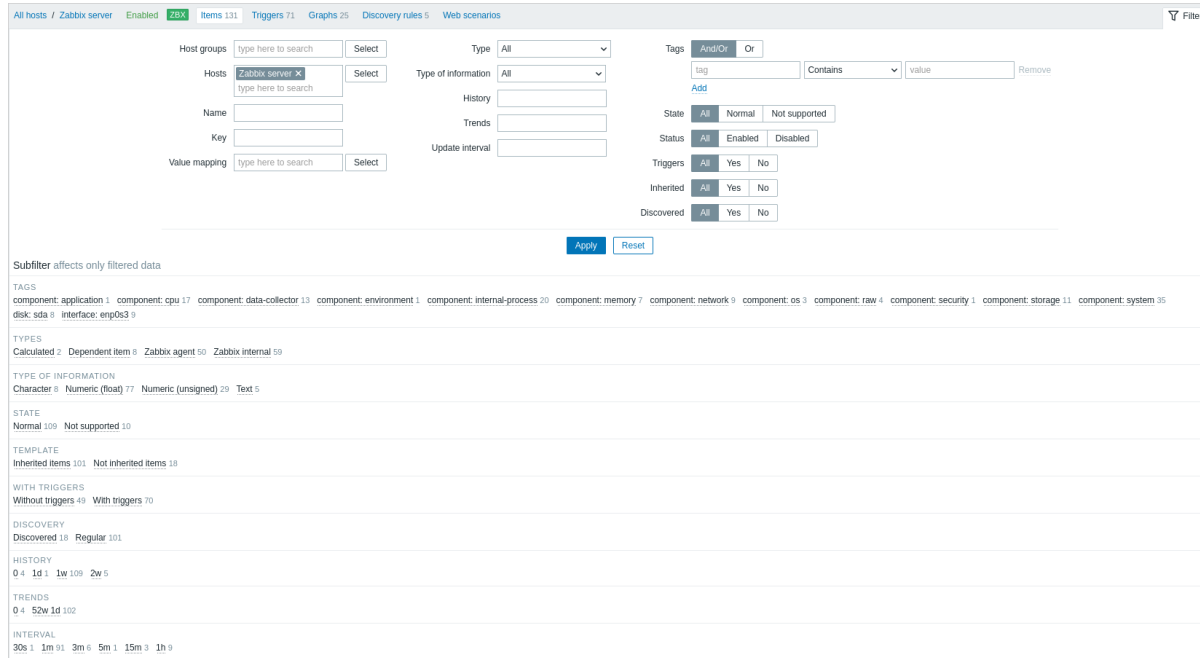 All hosts / Zabbix server Enabled ZBX Items 131 Triggers 71 Graphs 25 Discovery rules 5 Web scenarios Filte
Host groups type here to search Select Type All Tags And/Or Or
Hosts Zabbix server ✕ type here to search Select Type of information All tag Contains value Remove
Add
Name History State All Normal Not supported
Key Trends Status All Enabled Disabled
Value mapping type here to search Select Update interval Triggers All Yes No
Inherited All Yes No
Discovered All Yes No
Apply Reset
Subfilter affects only filtered data
TAGS
component: application 1 component: cpu 17 component: data-collector 13 component: environment 1 component: internal-process 20 component: memory 7 component: network 9 component: os 3 component: raw 4 component: security 1 component: storage 11 component: system 35
disk: sda 8 interface: enp0s3 9
TYPES
Calculated 2 Dependent item 8 Zabbix agent 50 Zabbix internal 59
TYPE OF INFORMATION
Character 8 Numeric (float) 77 Numeric (unsigned) 29 Text 5
STATE
Normal 109 Not supported 10
TEMPLATE
Inherited items 101 Not inherited items 18
WITH TRIGGERS
Without triggers 49 With triggers 70
DISCOVERY
Discovered 18 Regular 101
HISTORY
0 4 1d 1 1w 109 2w 5
TRENDS
0 4 52w 1d 102
INTERVAL
30s 1 1m 91 3m 6 5m 1 15m 3 1h 9